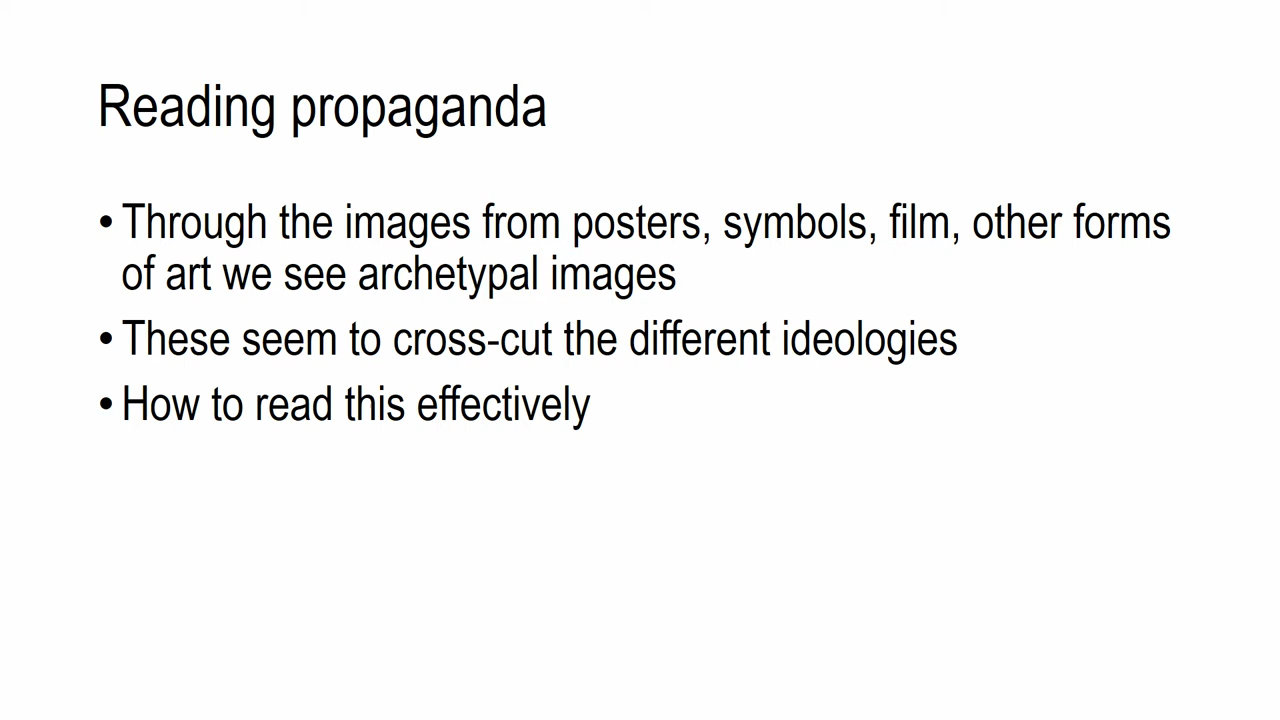 Reading propaganda
• Through the images from posters, symbols, film, other forms
of art we see archetypal images
• These seem to cross-cut the different ideologies
• How to read this effectively